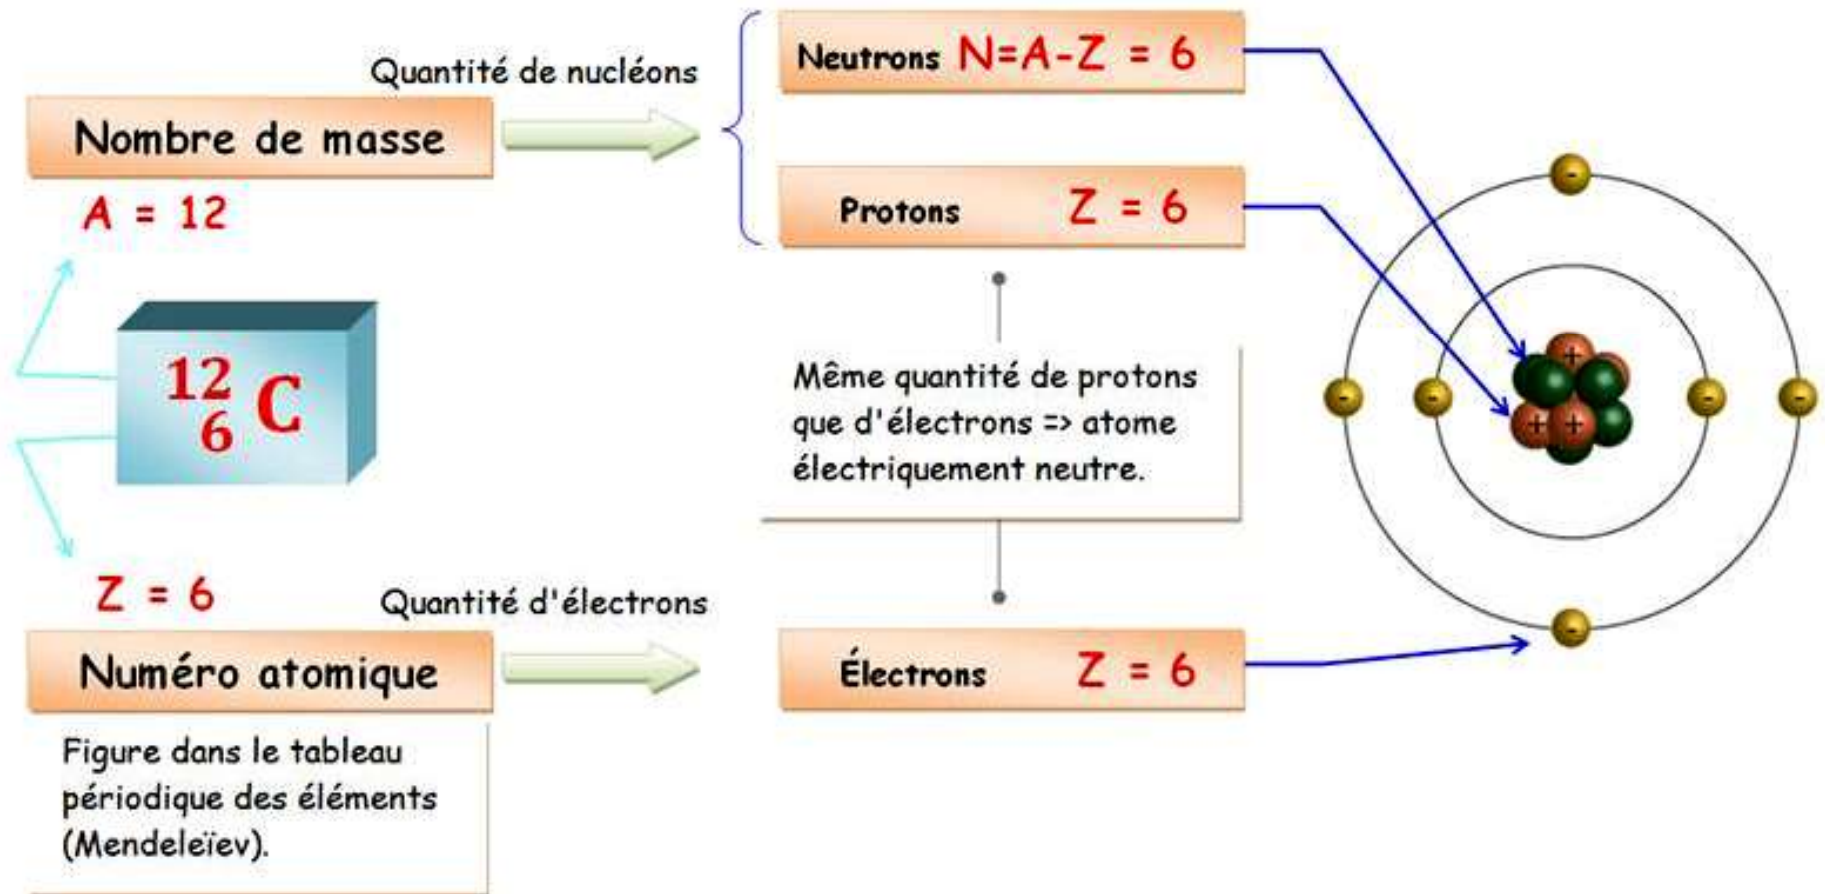 Quantité de nucléons
Nombre de masse
A = 12
Neutrons N=A-Z = 6
Protons Z = 6
12
6
C
Même quantité de protons
que d'électrons => atome
électriquement neutre.
Z = 6
Quantité d'électrons
Numéro atomique
Électrons Z = 6
Figure dans le tableau
périodique des éléments
(Mendeleïev).
-
-
-
-
-
-
+
+
+